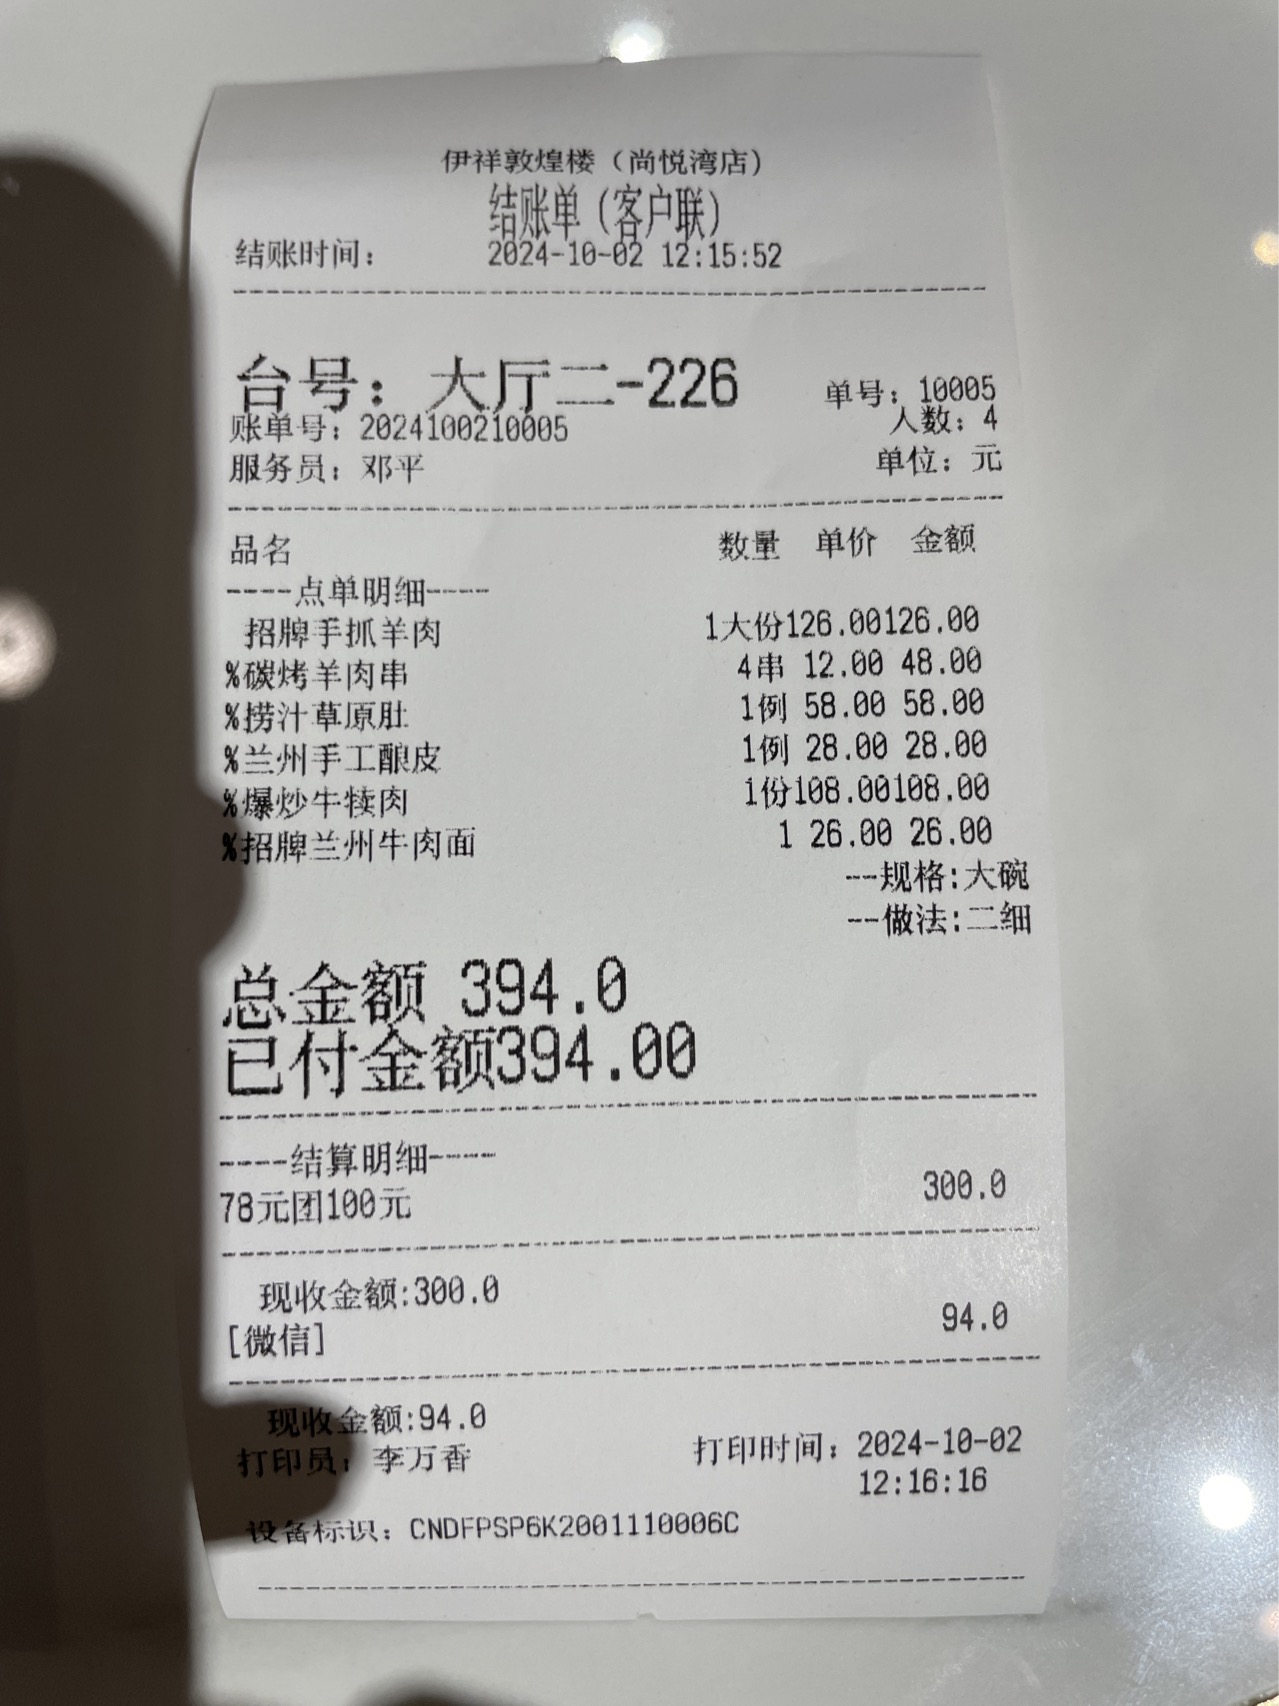 伊祥敦煌楼（尚悦湾店）
结账单（客户联）
结账时间： 2024-10-02 12:15:52
台号：大厅二-226 单号：10005
账单号：2024100210005 人数：4
服务员：邓平 单位：元
品名 数量 单价 金额
----点单明细----
招牌手抓羊肉 1大份126.00126.00
%碳烤羊肉串 4串 12.00 48.00
%捞汁草原肚 1例 58.00 58.00
%兰州手工酿皮 1例 28.00 28.00
%爆炒牛犊肉 1份108.00108.00
%招牌兰州牛肉面 1 26.00 26.00
--规格:大碗
--做法:二细
总金额 394.0
已付金额394.00
----结算明细----
78元团100元 300.0
现收金额:300.0
[微信] 94.0
现收金额:94.0
打印员：李万香 打印时间：2024-10-02
12:16:16
设备标识：CNDFPSP6K2001110006C